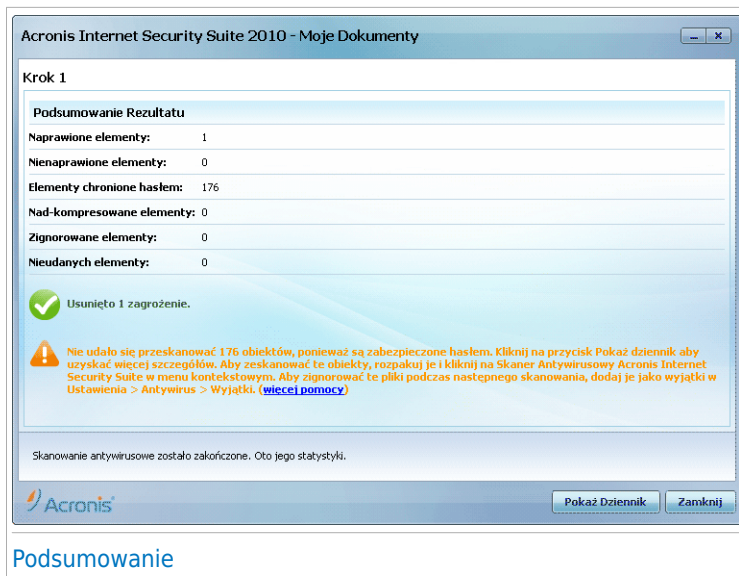 Acronis Internet Security Suite 2010 - Moje Dokumenty
Krok 1
Podsumowanie Rezultatu
Naprawione elementy: 1
Nienaprawione elementy: 0
Elementy chronione hasłem: 176
Nad-kompresowane elementy: 0
Zignorowane elementy: 0
Nieudanych elementy: 0
Usunięto 1 zagrożenie.
Nie udało się przeskanować 176 obiektów, ponieważ są zabezpieczone hasłem. Kliknij na przycisk Pokaż dziennik aby
uzyskać więcej szczegółów. Aby zeskanować te obiekty, rozpakuj je i kliknij na Skaner Antywirusowy Acronis Internet
Security Suite w menu kontekstowym. Aby zignorować te pliki podczas następnego skanowania, dodaj je jako wyjątki w
Ustawienia > Antywirus > Wyjątki. (więcej pomocy)
Skanowanie antywirusowe zostało zakończone. Oto jego statystyki.
Acronis
Pokaż Dziennik Zamknij
Podsumowanie